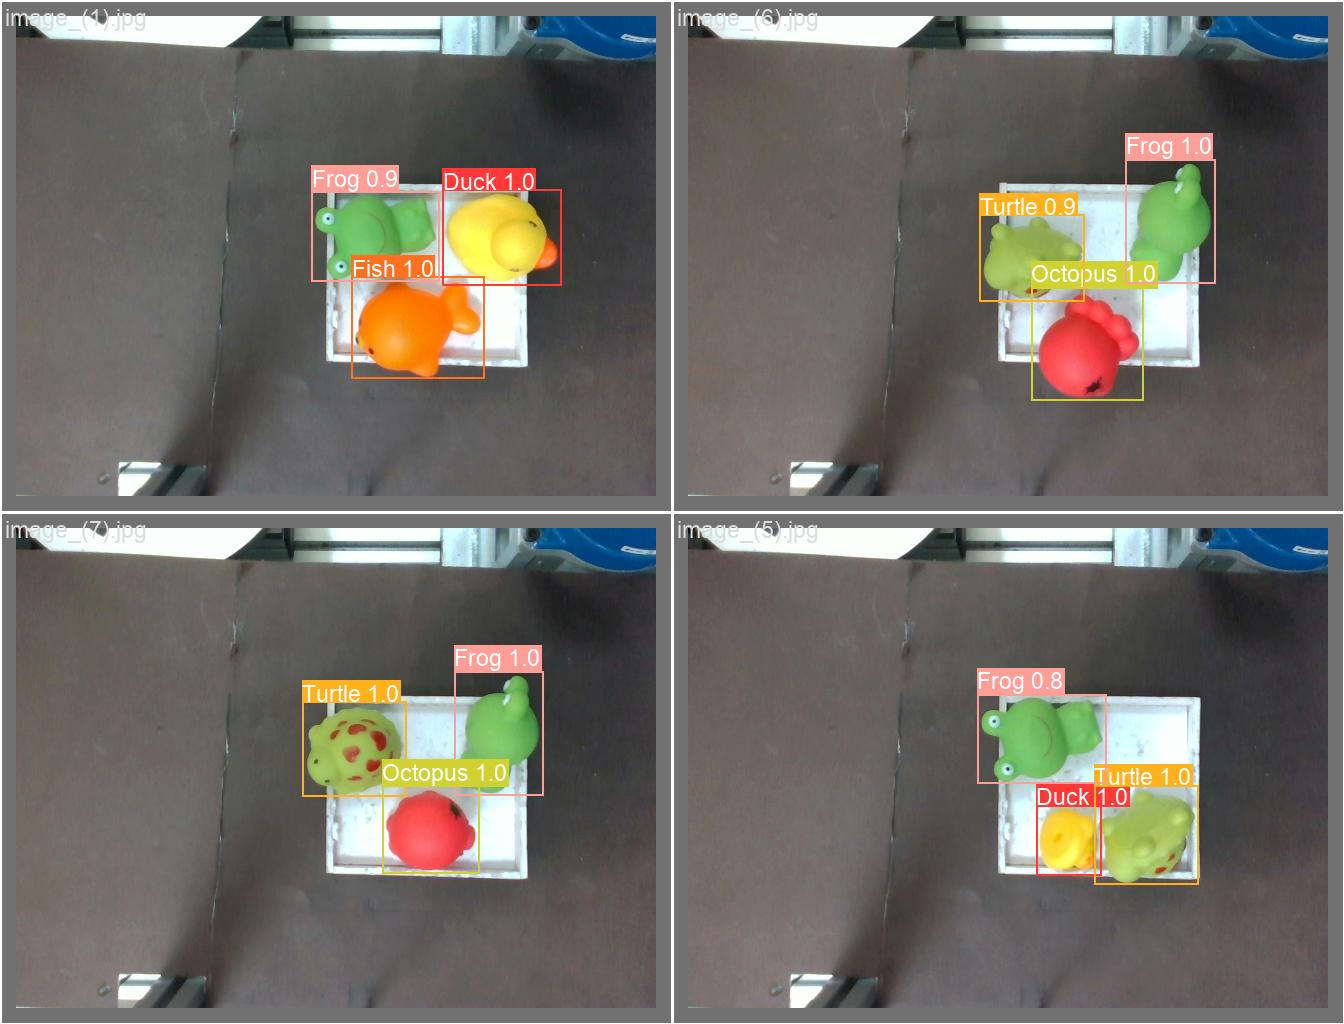 image_(1).jpg
Frog 0.9
Duck 1.0
Fish 1.0
image_(6).jpg
Frog 1.0
Turtle 0.9
Octopus 1.0
image_(7).jpg
Frog 1.0
Turtle 1.0
Octopus 1.0
image_(5).jpg
Frog 0.8
Turtle 1.0
Duck 1.0